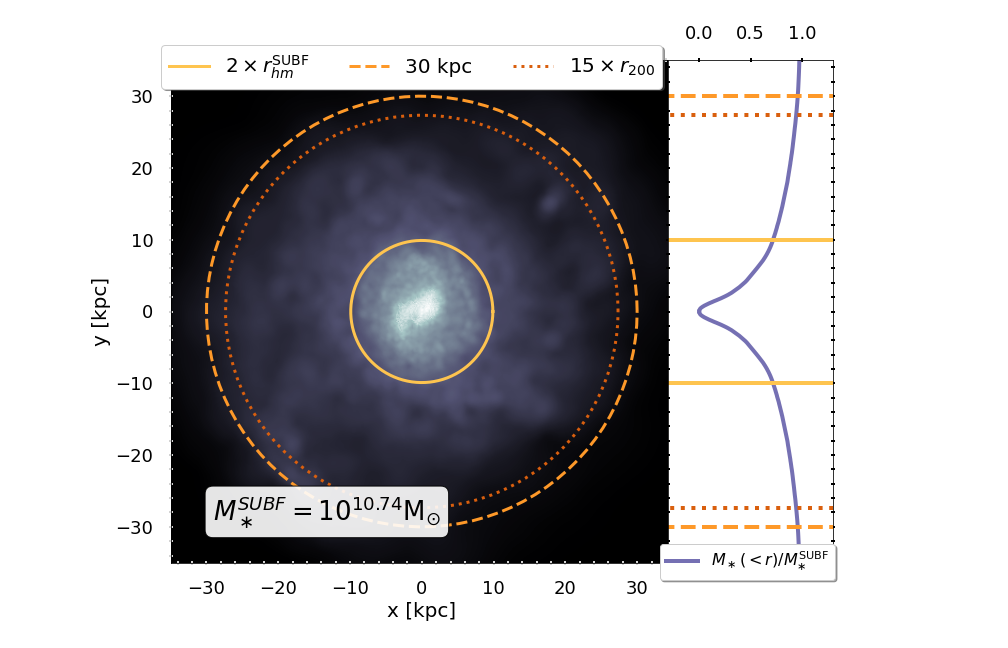 2 × r_hm^SUBF   30 kpc   15 × r_200
0.0 0.5 1.0
30
20
10
0
−10
−20
−30
y [kpc]
M_*^SUBF = 10^10.74 M_⊙
M_*(<r)/M_*^SUBF
−30 −20 −10 0 10 20 30
x [kpc]